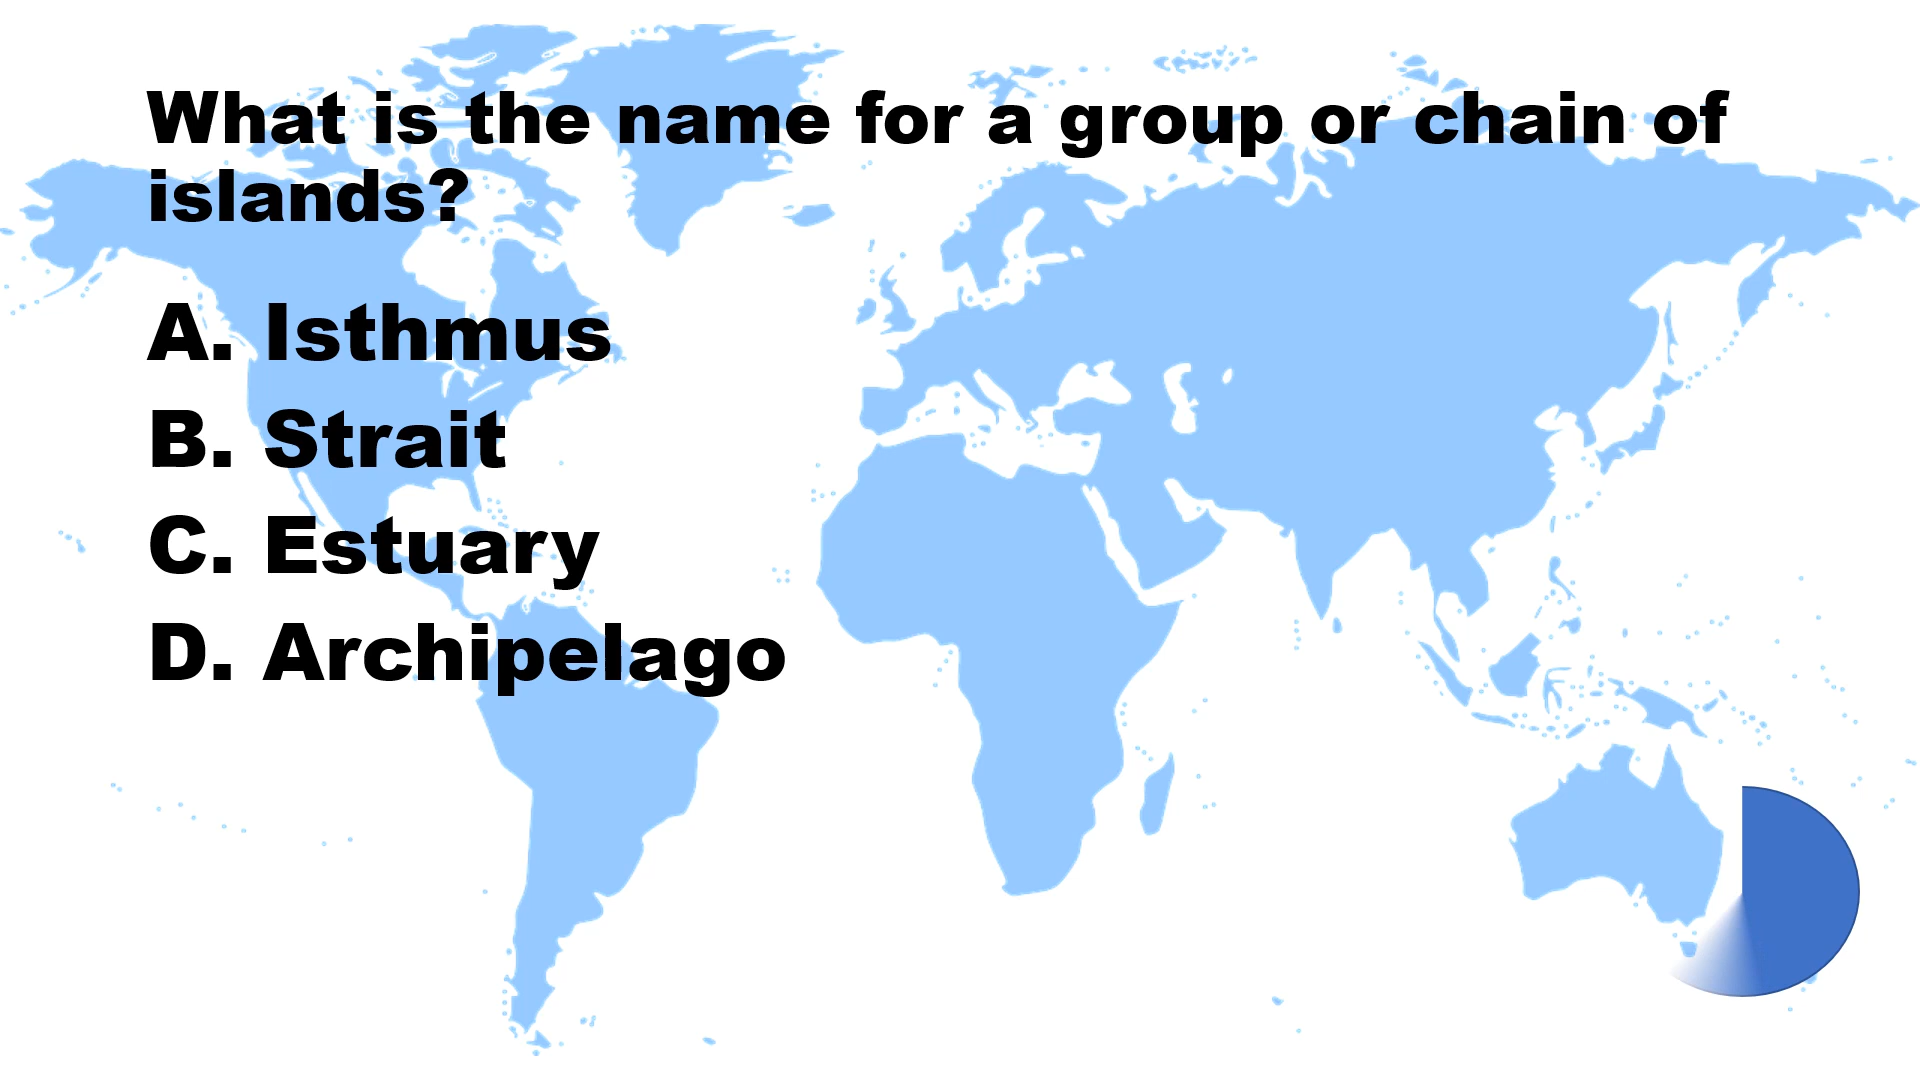 What is the name for a group or chain of
islands?
A. Isthmus
B. Strait
C. Estuary
D. Archipelago